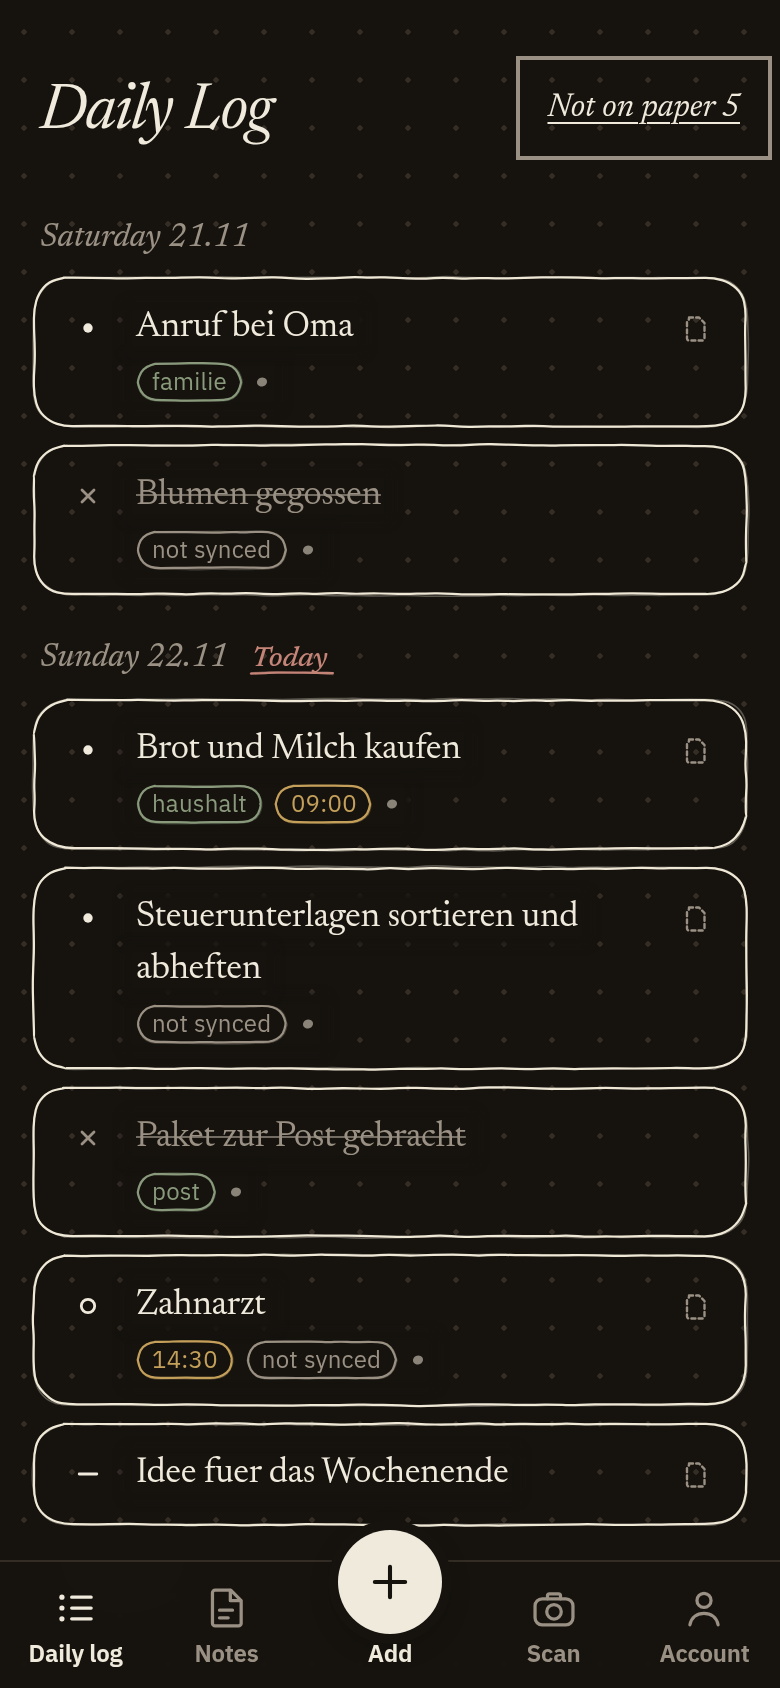 Daily Log
Not on paper 5
Saturday 21.11
Anruf bei Oma
familie
Blumen gegossen
not synced
Sunday 22.11 Today
Brot und Milch kaufen
haushalt 09:00
Steuerunterlagen sortieren und
abheften
not synced
Paket zur Post gebracht
post
Zahnarzt
14:30 not synced
Idee fuer das Wochenende
Daily log Notes Add Scan Account